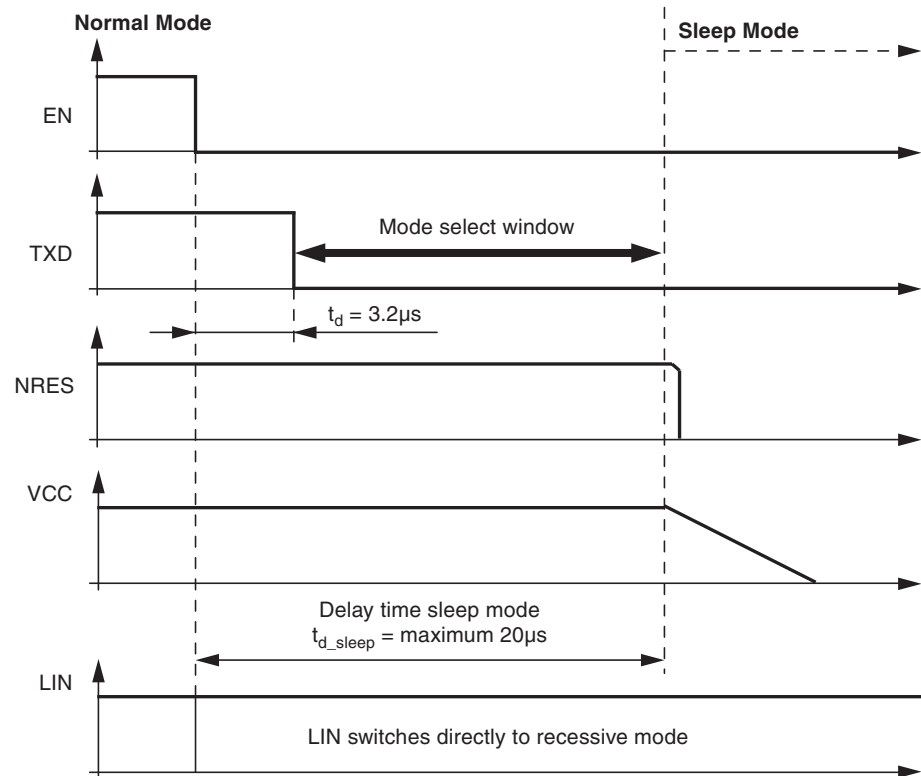 Normal Mode
Sleep Mode
EN
TXD
Mode select window
t_d = 3.2µs
NRES
VCC
Delay time sleep mode
t_d_sleep = maximum 20µs
LIN
LIN switches directly to recessive mode